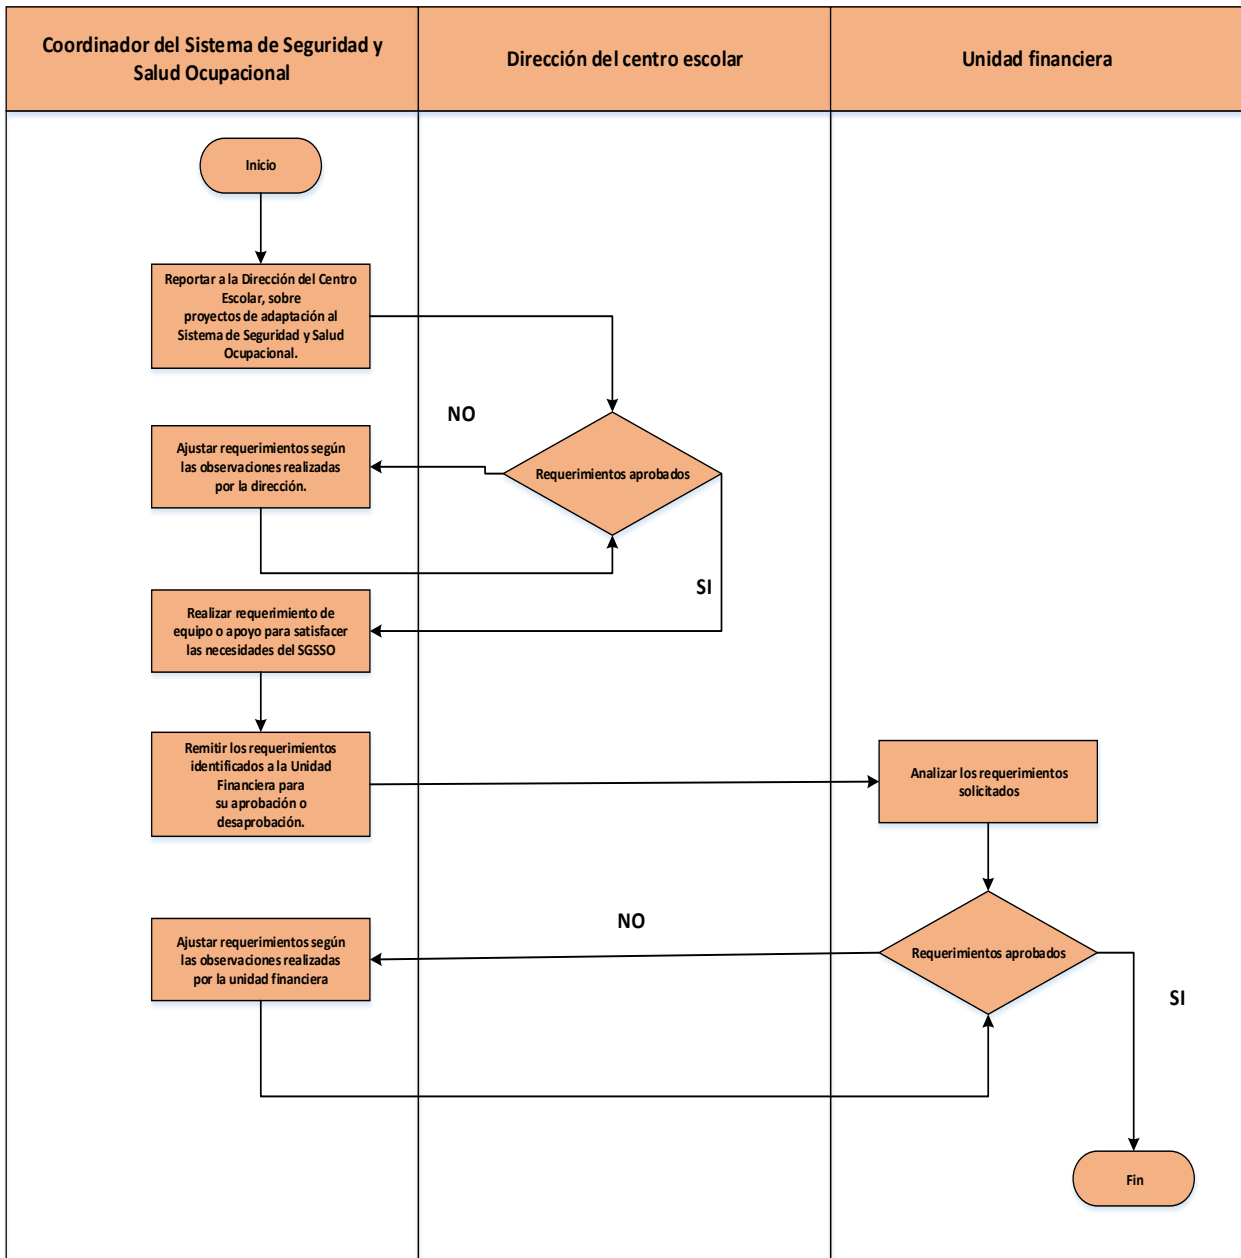 Coordinador del Sistema de Seguridad y
Salud Ocupacional
Dirección del centro escolar
Unidad financiera
Inicio
Reportar a la Dirección del Centro
Escolar, sobre
proyectos de adaptación al
Sistema de Seguridad y Salud
Ocupacional.
NO
Ajustar requerimientos según
las observaciones realizadas
por la dirección.
Requerimientos aprobados
SI
Realizar requerimiento de
equipo o apoyo para satisfacer
las necesidades del SGSSO
Remitir los requerimientos
identificados a la Unidad
Financiera para
su aprobación o
desaprobación.
Analizar los requerimientos
solicitados
NO
Ajustar requerimientos según
las observaciones realizadas
por la unidad financiera
Requerimientos aprobados
SI
Fin